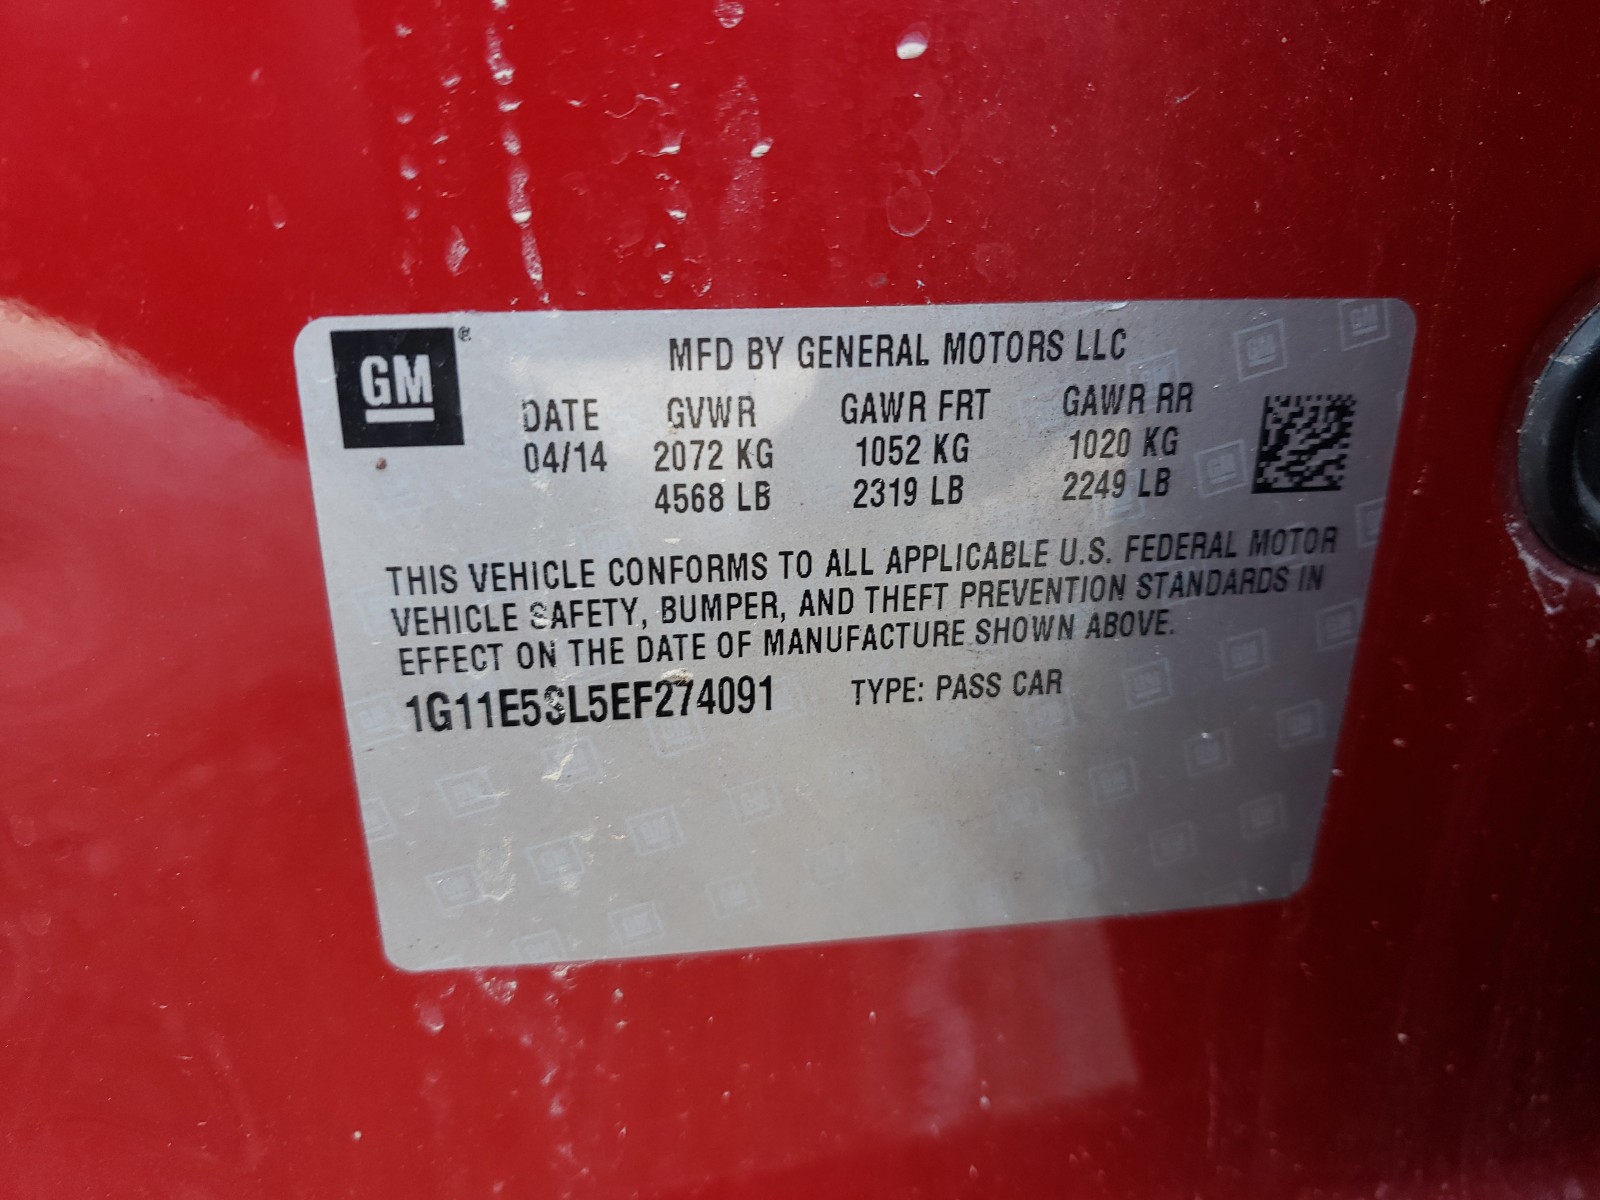 GM ®
MFD BY GENERAL MOTORS LLC
DATE GVWR GAWR FRT GAWR RR
04/14 2072 KG 1052 KG 1020 KG
4568 LB 2319 LB 2249 LB
THIS VEHICLE CONFORMS TO ALL APPLICABLE U.S. FEDERAL MOTOR
VEHICLE SAFETY, BUMPER, AND THEFT PREVENTION STANDARDS IN
EFFECT ON THE DATE OF MANUFACTURE SHOWN ABOVE.
1G11E5SL5EF274091 TYPE: PASS CAR